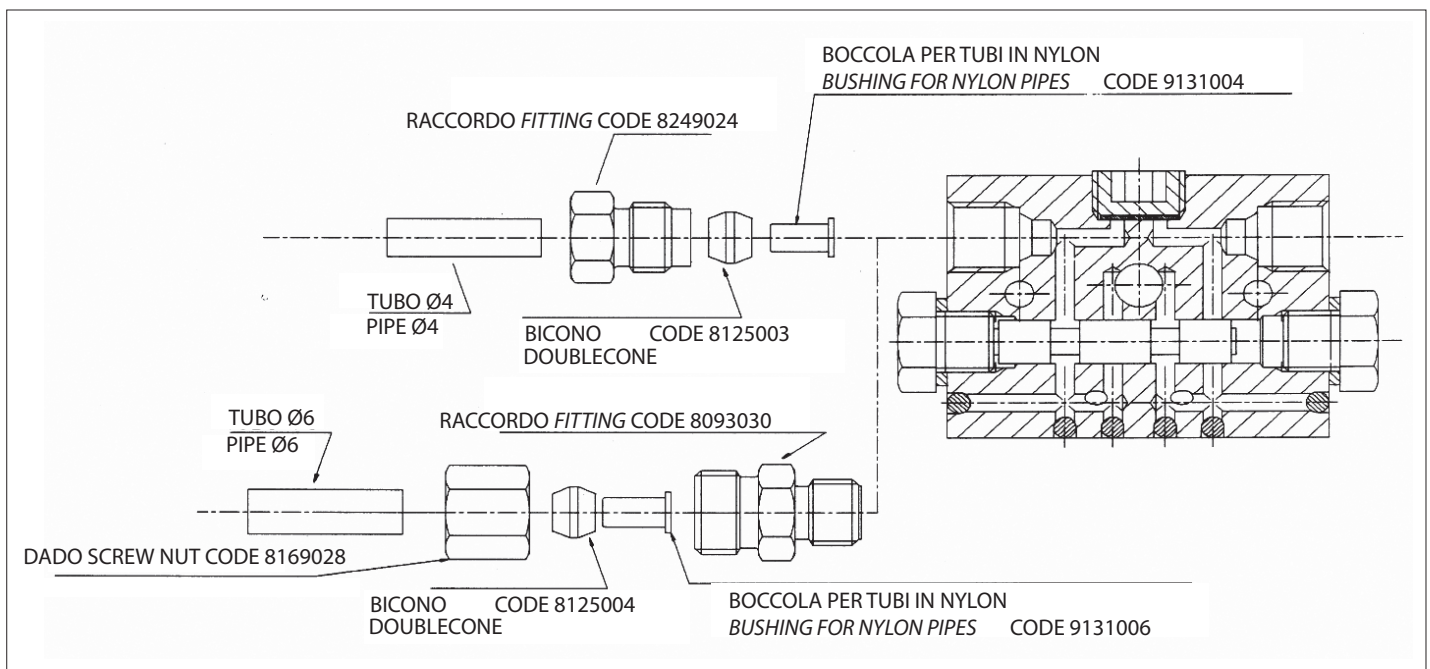 BOCCOLA PER TUBI IN NYLON
BUSHING FOR NYLON PIPES CODE 9131004
RACCORDO FITTING CODE 8249024
TUBO Ø4
PIPE Ø4
BICONO CODE 8125003
DOUBLECONE
TUBO Ø6
PIPE Ø6
RACCORDO FITTING CODE 8093030
DADO SCREW NUT CODE 8169028
BICONO CODE 8125004
DOUBLECONE
BOCCOLA PER TUBI IN NYLON
BUSHING FOR NYLON PIPES CODE 9131006